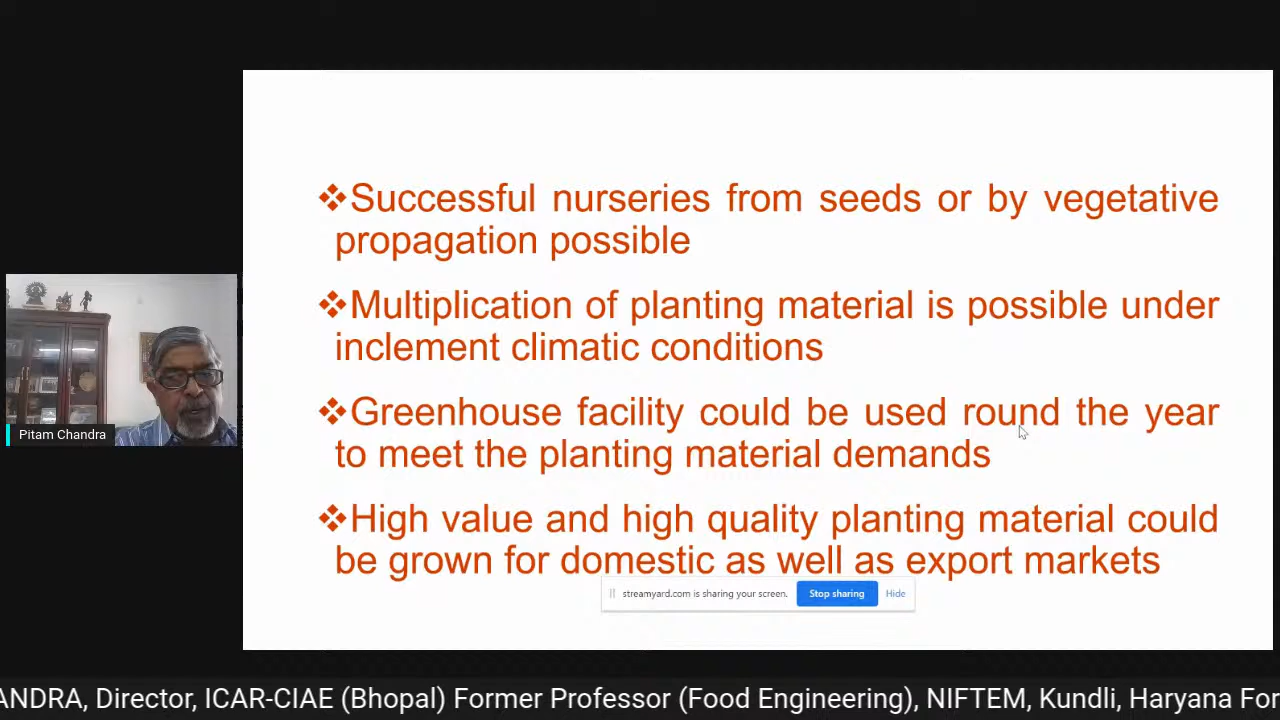 ❖Successful nurseries from seeds or by vegetative
propagation possible
❖Multiplication of planting material is possible under
inclement climatic conditions
❖Greenhouse facility could be used round the year
to meet the planting material demands
❖High value and high quality planting material could
be grown for domestic as well as export markets
Pitam Chandra
streamyard.com is sharing your screen. Stop sharing Hide
ANDRA, Director, ICAR-CIAE (Bhopal) Former Professor (Food Engineering), NIFTEM, Kundli, Haryana For